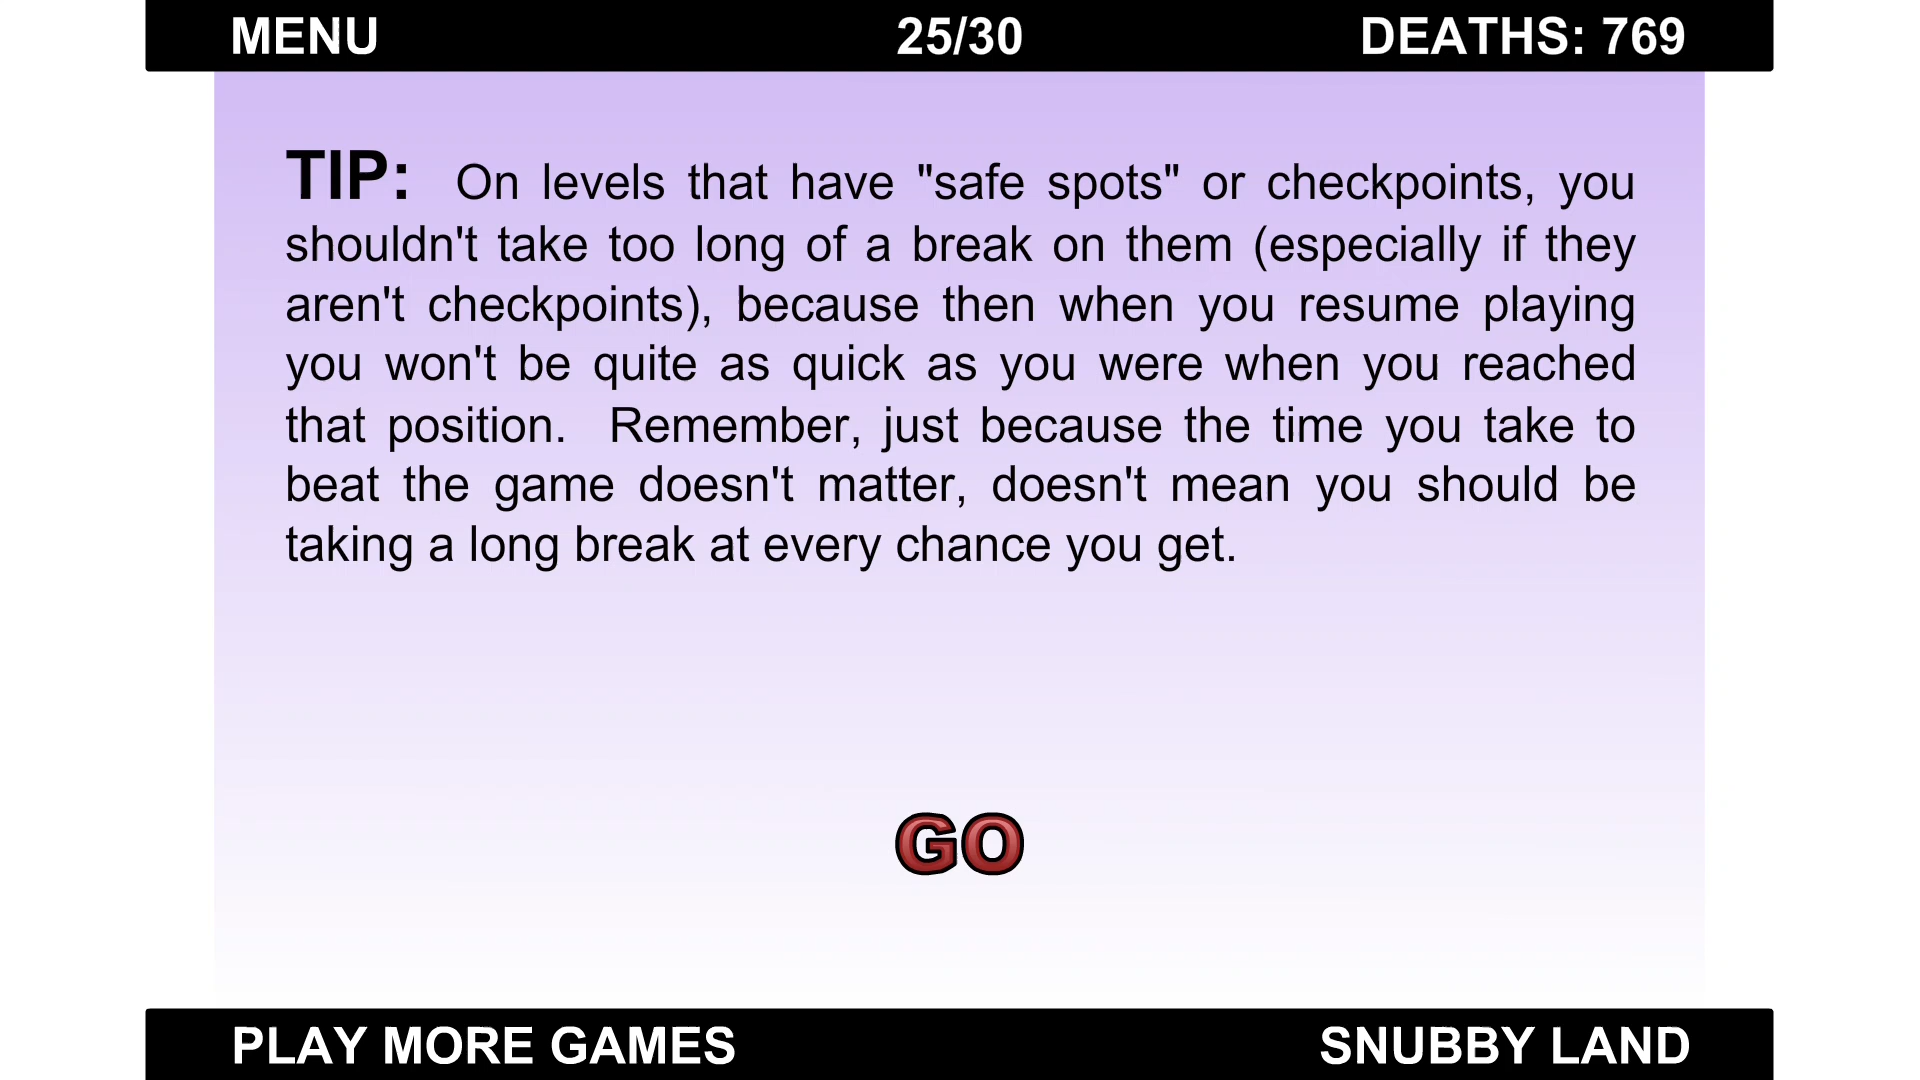 MENU 25/30 DEATHS: 769
TIP: On levels that have "safe spots" or checkpoints, you
shouldn't take too long of a break on them (especially if they
aren't checkpoints), because then when you resume playing
you won't be quite as quick as you were when you reached
that position. Remember, just because the time you take to
beat the game doesn't matter, doesn't mean you should be
taking a long break at every chance you get.
GO
PLAY MORE GAMES SNUBBY LAND